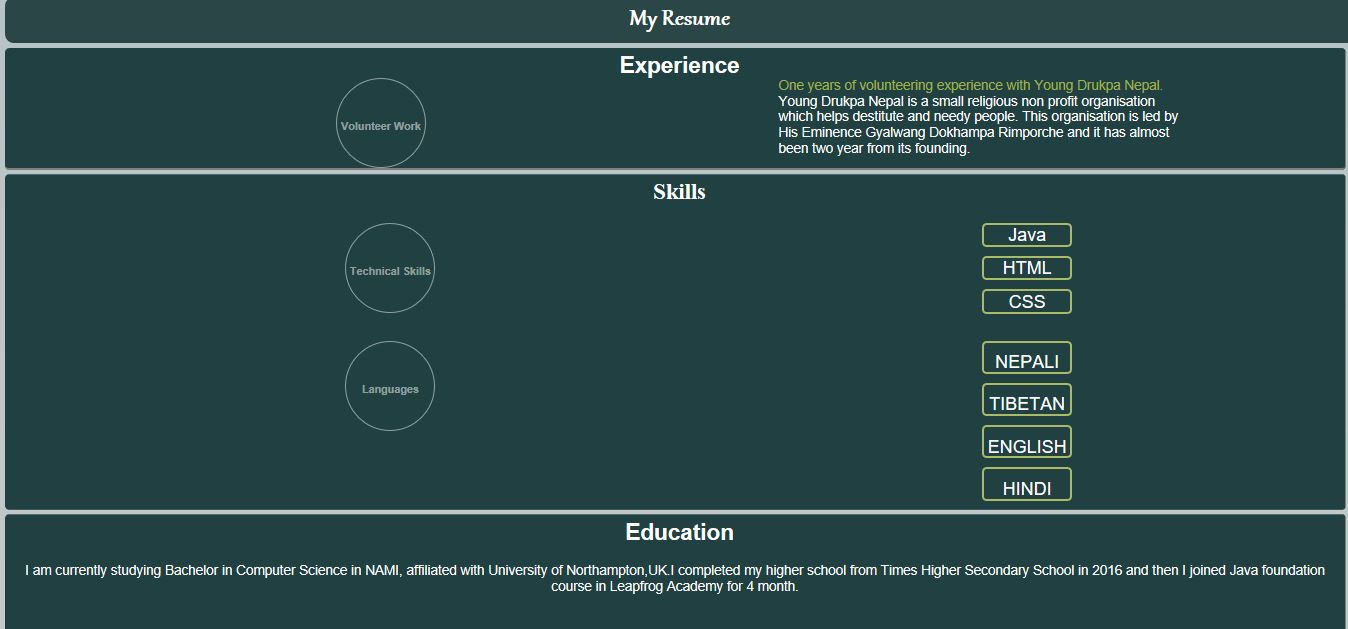 My Resume
Experience
Volunteer Work
One years of volunteering experience with Young Drukpa Nepal.
Young Drukpa Nepal is a small religious non profit organisation
which helps destitute and needy people. This organisation is led by
His Eminence Gyalwang Dokhampa Rimporche and it has almost
been two year from its founding.
Skills
Technical Skills
Java
HTML
CSS
Languages
NEPALI
TIBETAN
ENGLISH
HINDI
Education
I am currently studying Bachelor in Computer Science in NAMI, affiliated with University of Northampton,UK.I completed my higher school from Times Higher Secondary School in 2016 and then I joined Java foundation
course in Leapfrog Academy for 4 month.